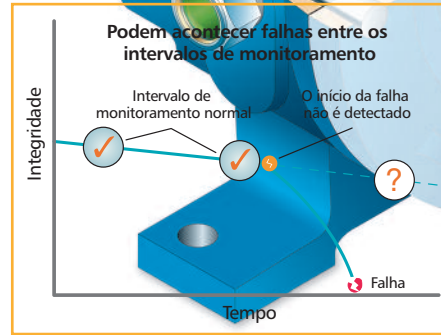 Podem acontecer falhas entre os
intervalos de monitoramento
Intervalo de
monitoramento normal
O início da falha
não é detectado
Integridade
?
Falha
Tempo